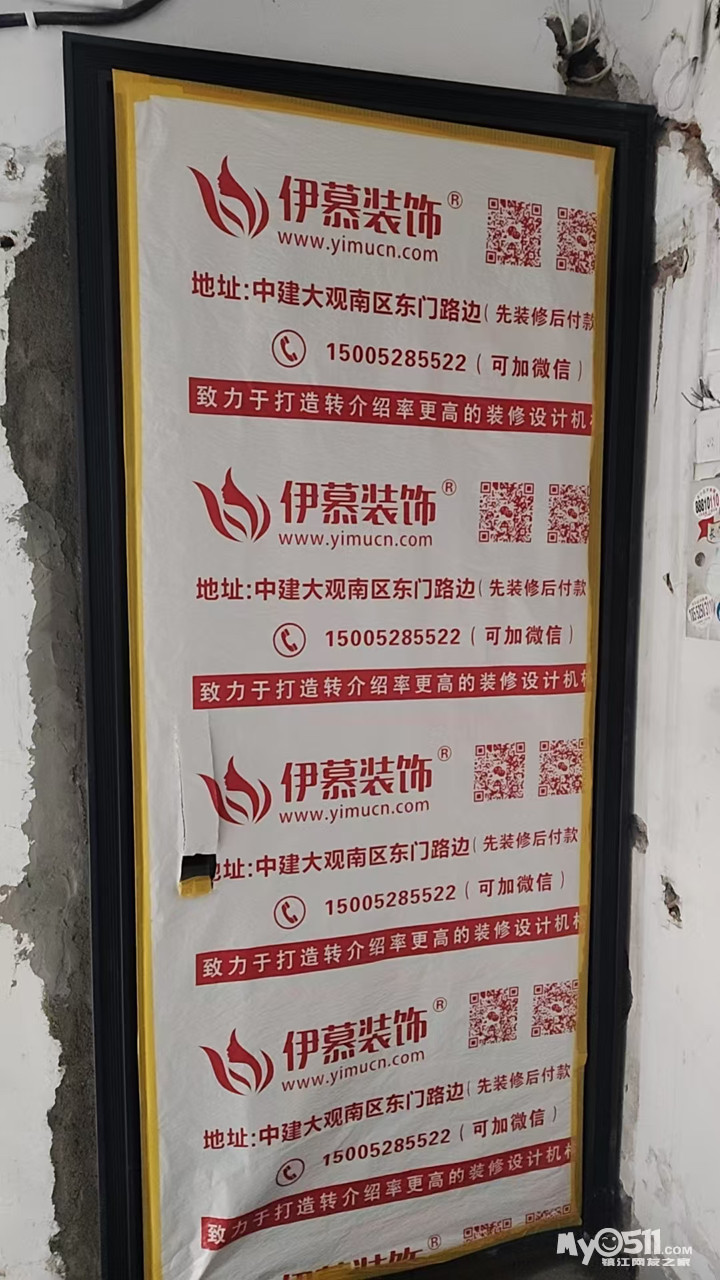 伊慕装饰®
www.yimucn.com
地址:中建大观南区东门路边(先装修后付款
15005285522(可加微信)
致力于打造转介绍率更高的装修设计机
伊慕装饰®
www.yimucn.com
地址:中建大观南区东门路边(先装修后付款
15005285522(可加微信)
致力于打造转介绍率更高的装修设计机
伊慕装饰®
www.yimucn.com
址:中建大观南区东门路边(先装修后付款
15005285522(可加微信)
致力于打造转介绍率更高的装修设计机
伊慕装饰®
www.yimucn.com
地址:中建大观南区东门路边(先装修后付款
15005285522(可加微信)
致力于打造转介绍率更高的装修设计机
伊慕装饰®
MY0511.COM
镇江网友之家